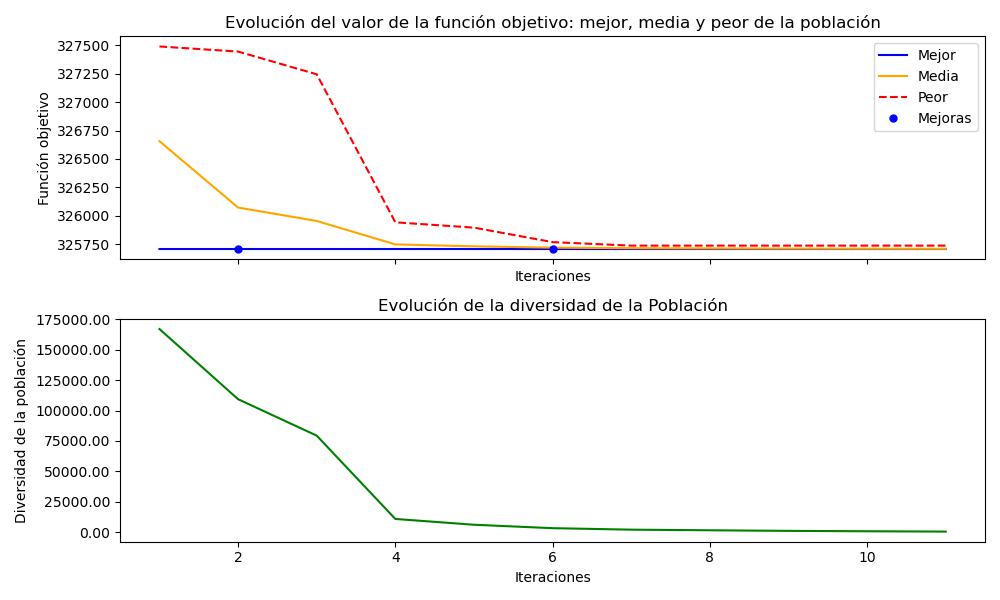 Evolución del valor de la función objetivo: mejor, media y peor de la población
327500
327250
327000
326750
326500
326250
326000
325750
Función objetivo
Mejor
Media
Peor
Mejoras
Iteraciones
Evolución de la diversidad de la Población
175000.00
150000.00
125000.00
100000.00
75000.00
50000.00
25000.00
0.00
Diversidad de la población
2 4 6 8 10
Iteraciones